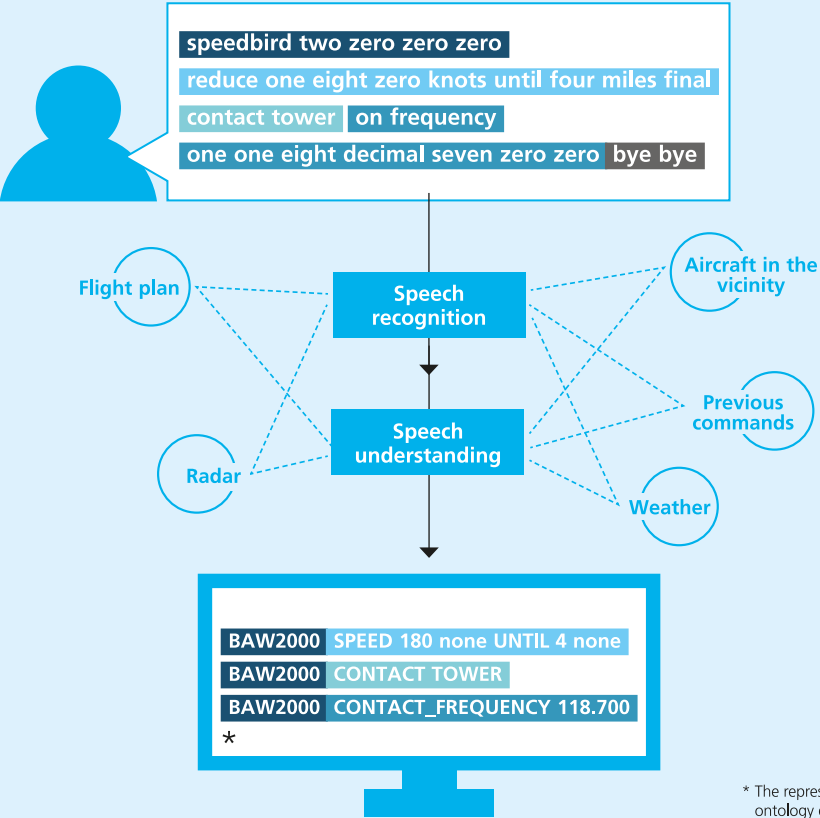 speedbird two zero zero zero
reduce one eight zero knots until four miles final
contact tower on frequency
one one eight decimal seven zero zero bye bye
Flight plan
Speech
recognition
Aircraft in the
vicinity
Previous
commands
Speech
understanding
Radar
Weather
BAW2000 SPEED 180 none UNTIL 4 none
BAW2000 CONTACT TOWER
BAW2000 CONTACT_FREQUENCY 118.700
*
* The
ontology